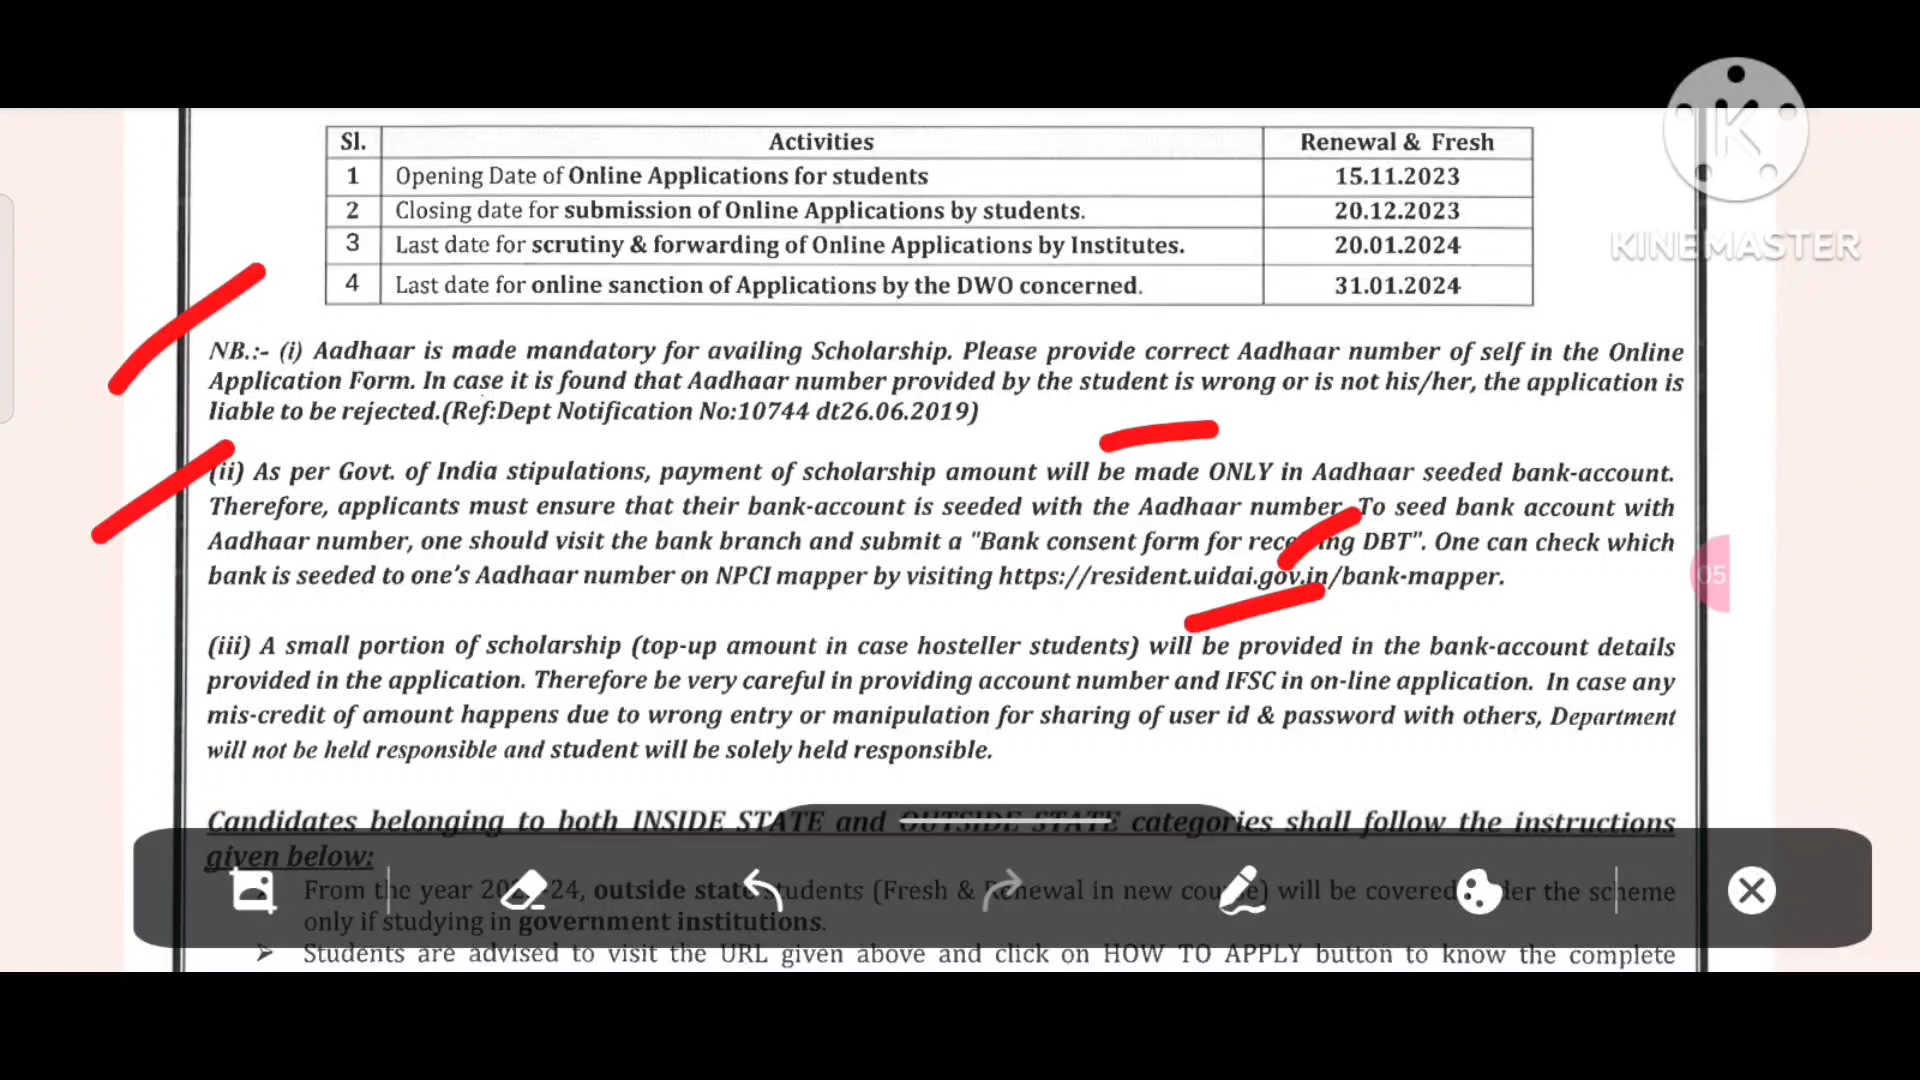 Sl. Activities Renewal & Fresh
1 Opening Date of Online Applications for students 15.11.2023
2 Closing date for submission of Online Applications by students. 20.12.2023
3 Last date for scrutiny & forwarding of Online Applications by Institutes. 20.01.2024
4 Last date for online sanction of Applications by the DWO concerned. 31.01.2024
KINEMASTER
NB.:- (i) Aadhaar is made mandatory for availing Scholarship. Please provide correct Aadhaar number of self in the Online
Application Form. In case it is found that Aadhaar number provided by the student is wrong or is not his/her, the application is
liable to be rejected.(Ref:Dept Notification No:10744 dt26.06.2019)
(ii) As per Govt. of India stipulations, payment of scholarship amount will be made ONLY in Aadhaar seeded bank-account.
Therefore, applicants must ensure that their bank-account is seeded with the Aadhaar number. To seed bank account with
Aadhaar number, one should visit the bank branch and submit a "Bank consent form for receiving DBT". One can check which
bank is seeded to one's Aadhaar number on NPCI mapper by visiting https://resident.uidai.gov.in/bank-mapper.
05
(iii) A small portion of scholarship (top-up amount in case hosteller students) will be provided in the bank-account details
provided in the application. Therefore be very careful in providing account number and IFSC in on-line application. In case any
mis-credit of amount happens due to wrong entry or manipulation for sharing of user id & password with others, Department
will not be held responsible and student will be solely held responsible.
Candidates belonging to both INSIDE STATE and OUTSIDE STATE categories shall follow the instructions
given below:
From the year 24, outside state students (Fresh & Renewal in new course) will be covered the scheme
only if studying in government institutions.
➢ Students are advised to visit the URL given above and click on HOW TO APPLY button to know the complete